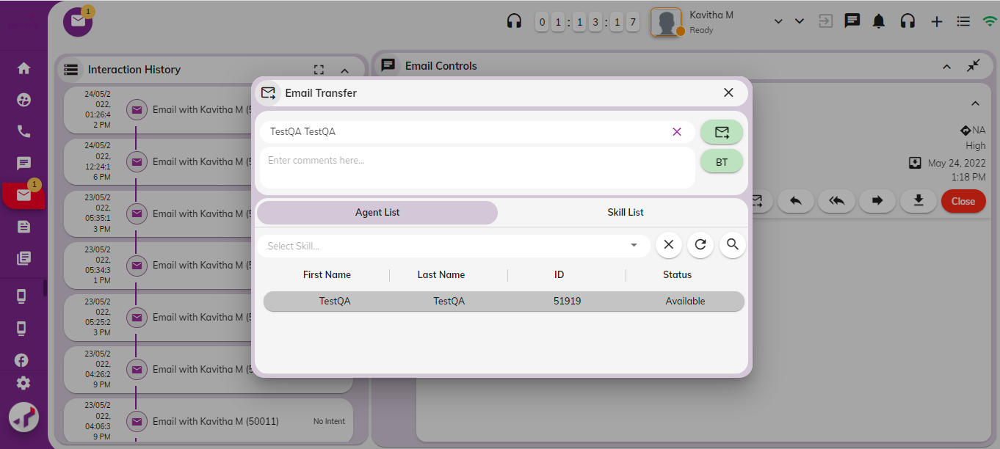 1
0 1 : 1 3 : 1 7
Kavitha M
Ready
1
Interaction History
24/05/2
022,
01:26:4
2 PM
Email with Kavitha M (5
24/05/2
022,
12:24:1
6 PM
Email with Kavitha M (5
23/05/2
022,
05:35:1
3 PM
Email with Kavitha M (5
23/05/2
022,
05:34:3
1 PM
Email with Kavitha M (5
23/05/2
022,
05:25:2
3 PM
Email with Kavitha M (5
23/05/2
022,
04:26:2
9 PM
Email with Kavitha M (5
23/05/2
022,
04:06:3
9 PM
Email with Kavitha M (50011)
No Intent
Email Controls
NA
High
May 24, 2022
1:18 PM
Close
Email Transfer
TestQA TestQA
Enter comments here...
BT
Agent List
Skill List
Select Skill...
First Name
Last Name
ID
Status
TestQA
TestQA
51919
Available